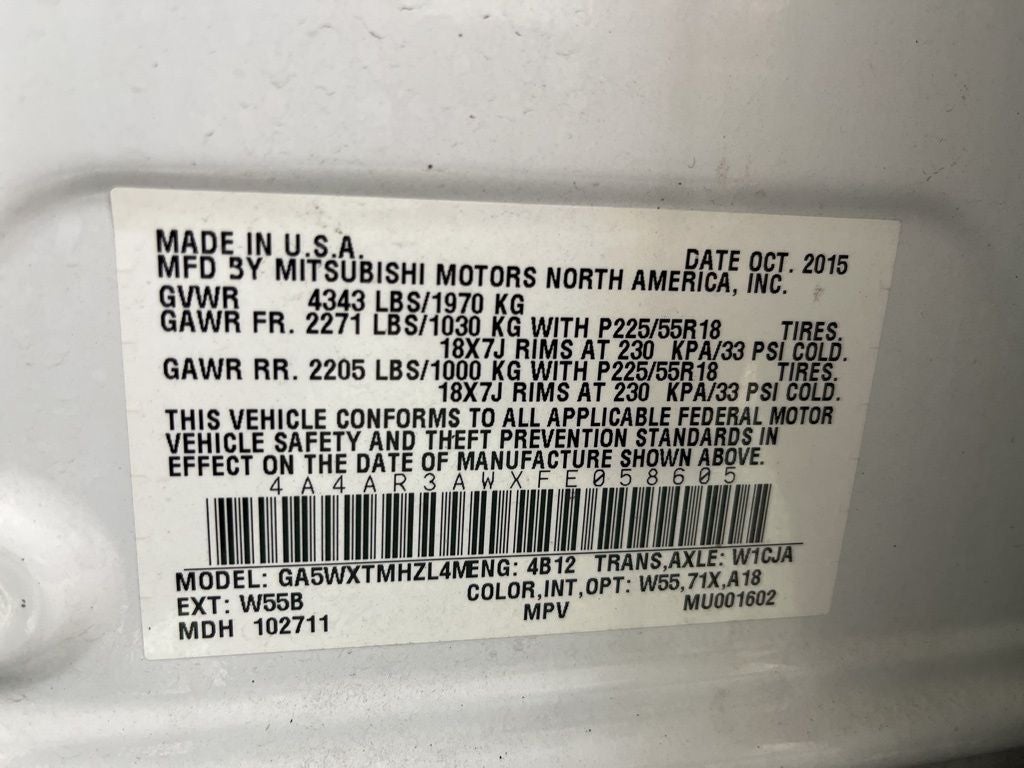 MADE IN U.S.A. DATE OCT. 2015
MFD BY MITSUBISHI MOTORS NORTH AMERICA, INC.
GVWR 4343 LBS/1970 KG
GAWR FR. 2271 LBS/1030 KG WITH P225/55R18 TIRES.
18X7J RIMS AT 230 KPA/33 PSI COLD.
GAWR RR. 2205 LBS/1000 KG WITH P225/55R18 TIRES.
18X7J RIMS AT 230 KPA/33 PSI COLD.
THIS VEHICLE CONFORMS TO ALL APPLICABLE FEDERAL MOTOR
VEHICLE SAFETY AND THEFT PREVENTION STANDARDS IN
EFFECT ON THE DATE OF MANUFACTURE SHOWN ABOVE.
4A4AR3AWXFE058605
MODEL: GA5WXTMHZL4MENG: 4B12 TRANS,AXLE: W1CJA
EXT: W55B COLOR,INT,OPT: W55,71X,A18
MDH 102711 MPV MU001602